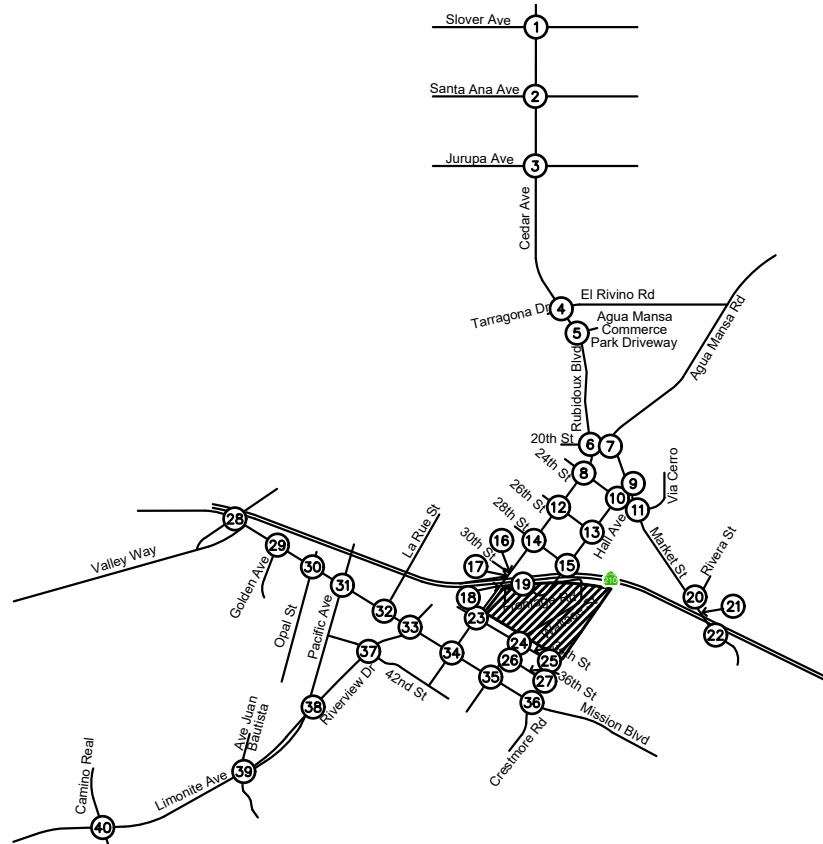 Slover Ave
1
Santa Ana Ave
2
Jurupa Ave
3
Cedar Ave
El Rivino Rd
4
Tarragona Dr
Agua Mansa
Commerce
Park Driveway
5
Agua Mansa Rd
Rubidoux Blvd
20th St
6
7
24th St
8
9
10
11
Via Cerro
26th St
12
13
Hall Ave
28th St
14
15
16
30th St
17
18
19
210
Frontage Rd
Market St
Rivera St
20
21
22
28
Valley Way
29
Golden Ave
30
Opal St
31
Pacific Ave
La Rue St
32
33
23
24
25
26
27
36th St
34
35
36
Mission Blvd
Crestmore Rd
37
42nd St
Riverview Dr
38
Ave Juan
Bautista
39
Limonite Ave
Camino Real
40